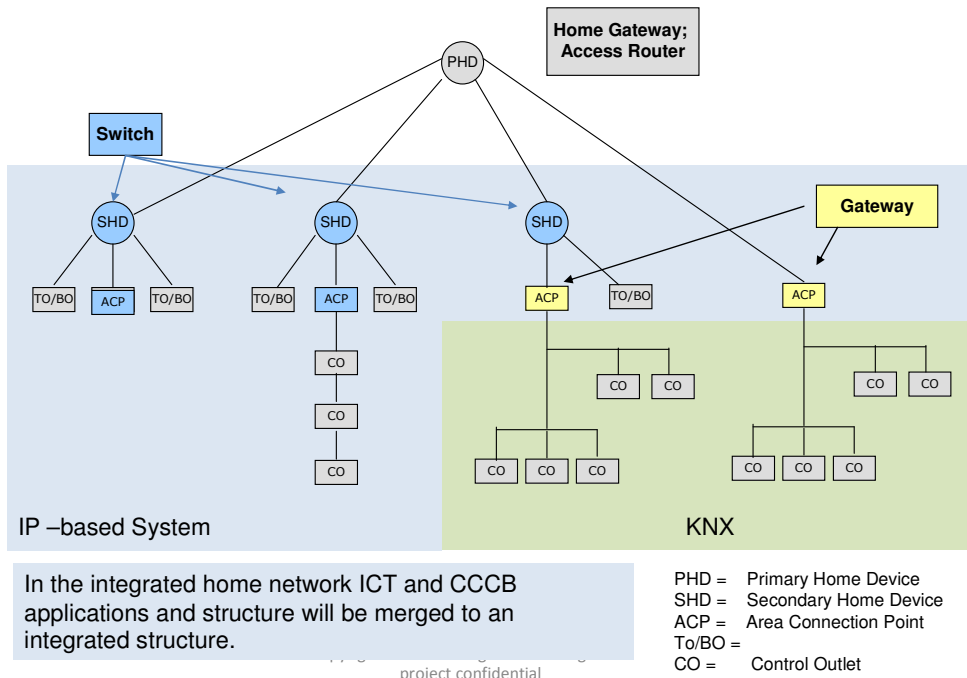 Home Gateway;
Access Router
PHD
Switch
SHD
SHD
SHD
Gateway
TO/BO
ACP
TO/BO
TO/BO
ACP
TO/BO
ACP
TO/BO
ACP
CO
CO
CO
CO
CO
CO
CO
CO
CO
CO
CO
CO
CO
IP –based System
KNX
In the integrated home network ICT and CCCB
applications and structure will be merged to an
integrated structure.
project confidential
PHD = Primary Home Device
SHD = Secondary Home Device
ACP = Area Connection Point
To/BO =
CO = Control Outlet